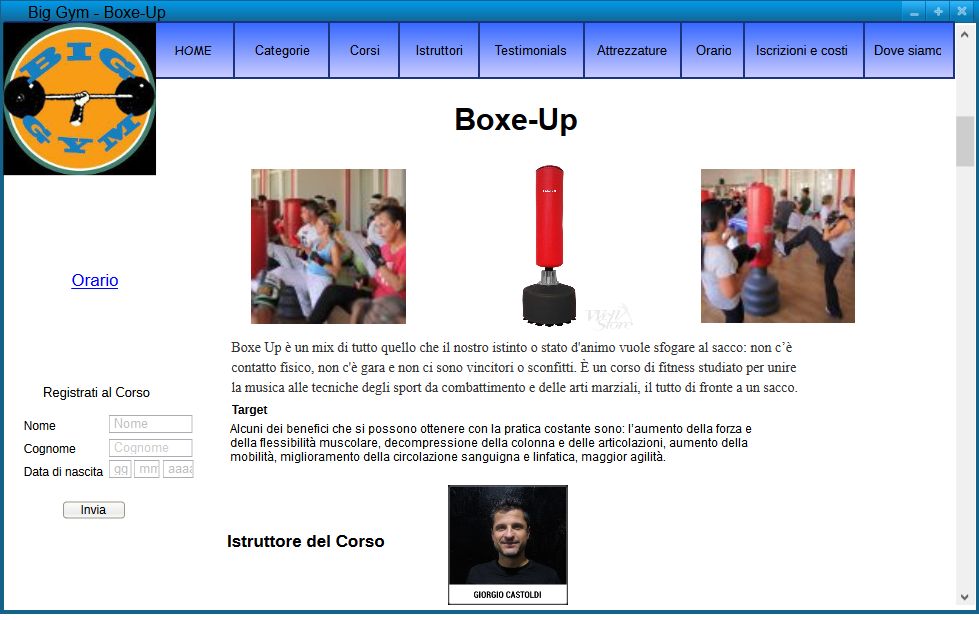 Big Gym - Boxe-Up
BIG
GYM
HOME
Categorie
Corsi
Istruttori
Testimonials
Attrezzature
Orario
Iscrizioni e costi
Dove siamo
Boxe-Up
Well
Store
Orario
Boxe Up è un mix di tutto quello che il nostro istinto o stato d'animo vuole sfogare al sacco: non c’è
contatto fisico, non c'è gara e non ci sono vincitori o sconfitti. È un corso di fitness studiato per unire
la musica alle tecniche degli sport da combattimento e delle arti marziali, il tutto di fronte a un sacco.
Target
Alcuni dei benefici che si possono ottenere con la pratica costante sono: l’aumento della forza e
della flessibilità muscolare, decompressione della colonna e delle articolazioni, aumento della
mobilità, miglioramento della circolazione sanguigna e linfatica, maggior agilità.
Registrati al Corso
Nome Nome
Cognome Cognome
Data di nascita gg mm aaaa
Invia
Istruttore del Corso
GIORGIO CASTOLDI